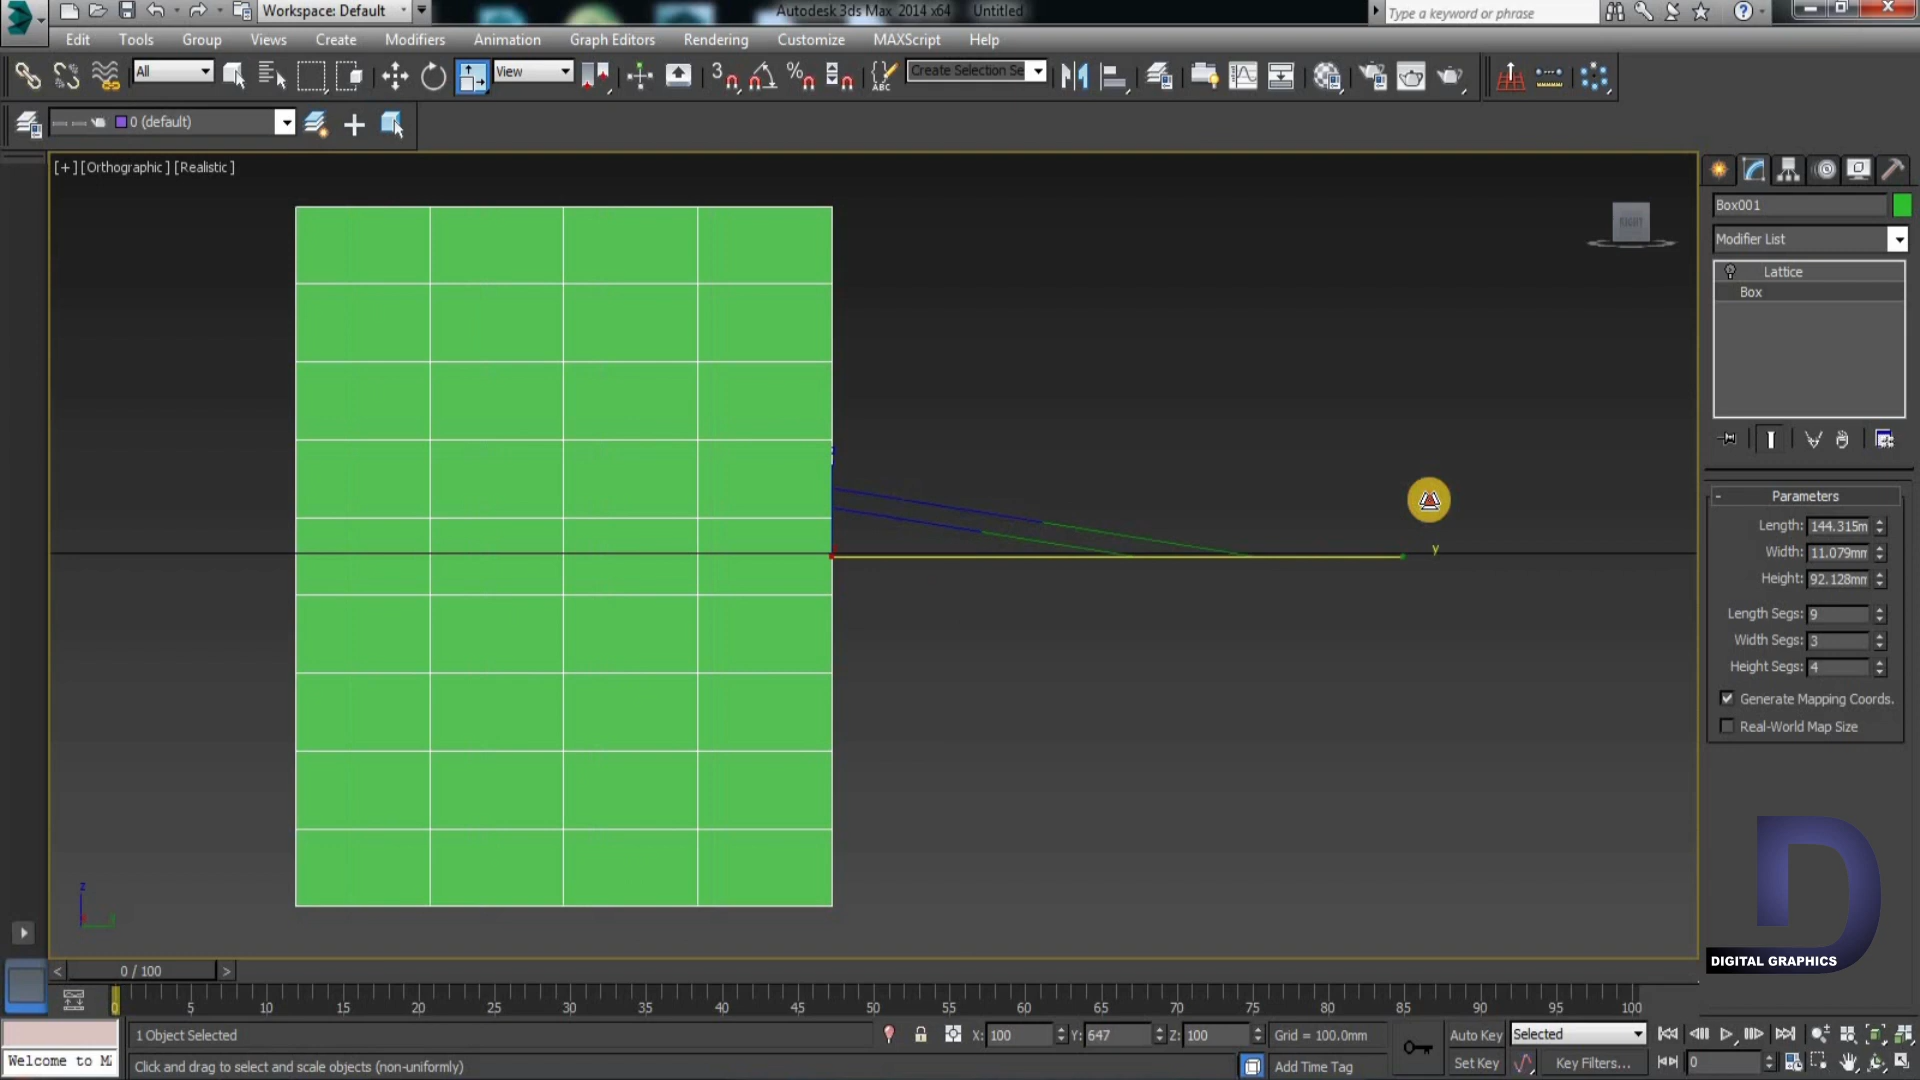 Workspace: Default
Autodesk 3ds Max 2014 x64 Untitled
Type a keyword or phrase
Edit Tools Group Views Create Modifiers Animation Graph Editors Rendering Customize MAXScript Help
All
View
3
%
ABC
Create Selection Se
0 (default)
[+][Orthographic][Realistic]
RIGHT
Box001
Modifier List
Lattice
Box
y
Parameters
Length: 144.315m
Width: 11.079mm
Height: 92.128mm
Length Segs: 9
Width Segs: 3
Height Segs: 4
Generate Mapping Coords.
Real-World Map Size
z
D
DIGITAL GRAPHICS
< 0 / 100 >
0 5 10 15 20 25 30 35 40 45 50 55 60 65 70 75 80 85 90 95 100
1 Object Selected
X: 100 Y: 647 Z: 100 Grid = 100.0mm
Auto Key Selected
Welcome to M
Click and drag to select and scale objects (non-uniformly)
Add Time Tag
Set Key Key Filters... 0